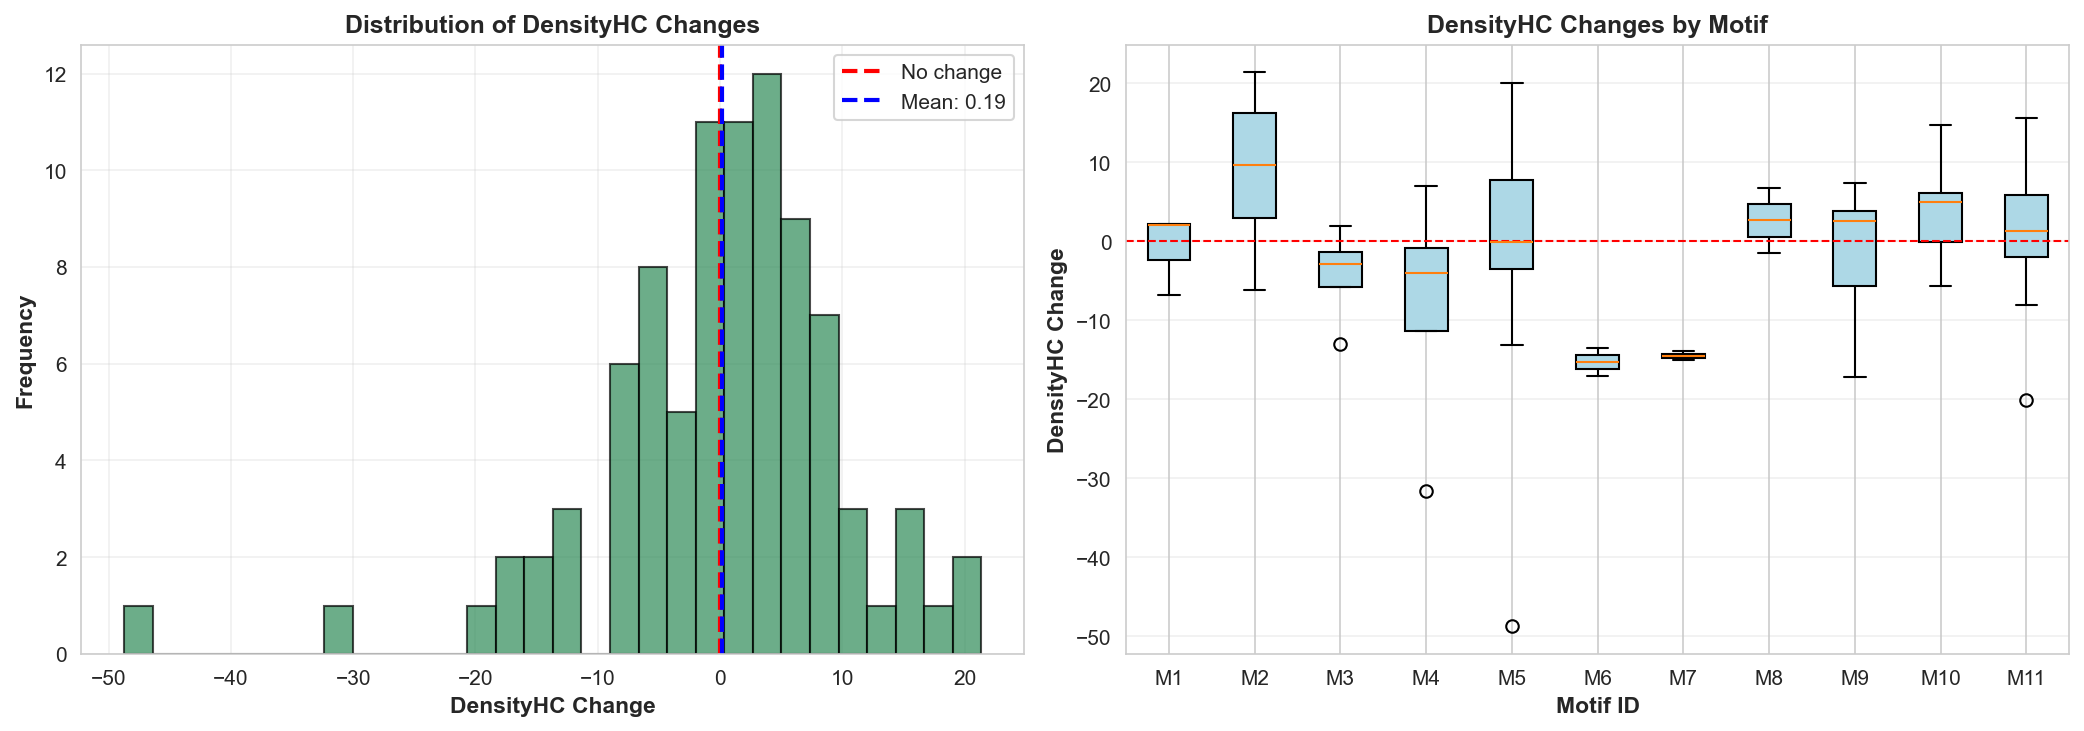 Distribution of DensityHC Changes
No change
Mean: 0.19
12
10
8
6
4
2
0
Frequency
−50 −40 −30 −20 −10 0 10 20
DensityHC Change
DensityHC Changes by Motif
20
10
0
−10
−20
−30
−40
−50
DensityHC Change
M1 M2 M3 M4 M5 M6 M7 M8 M9 M10 M11
Motif ID